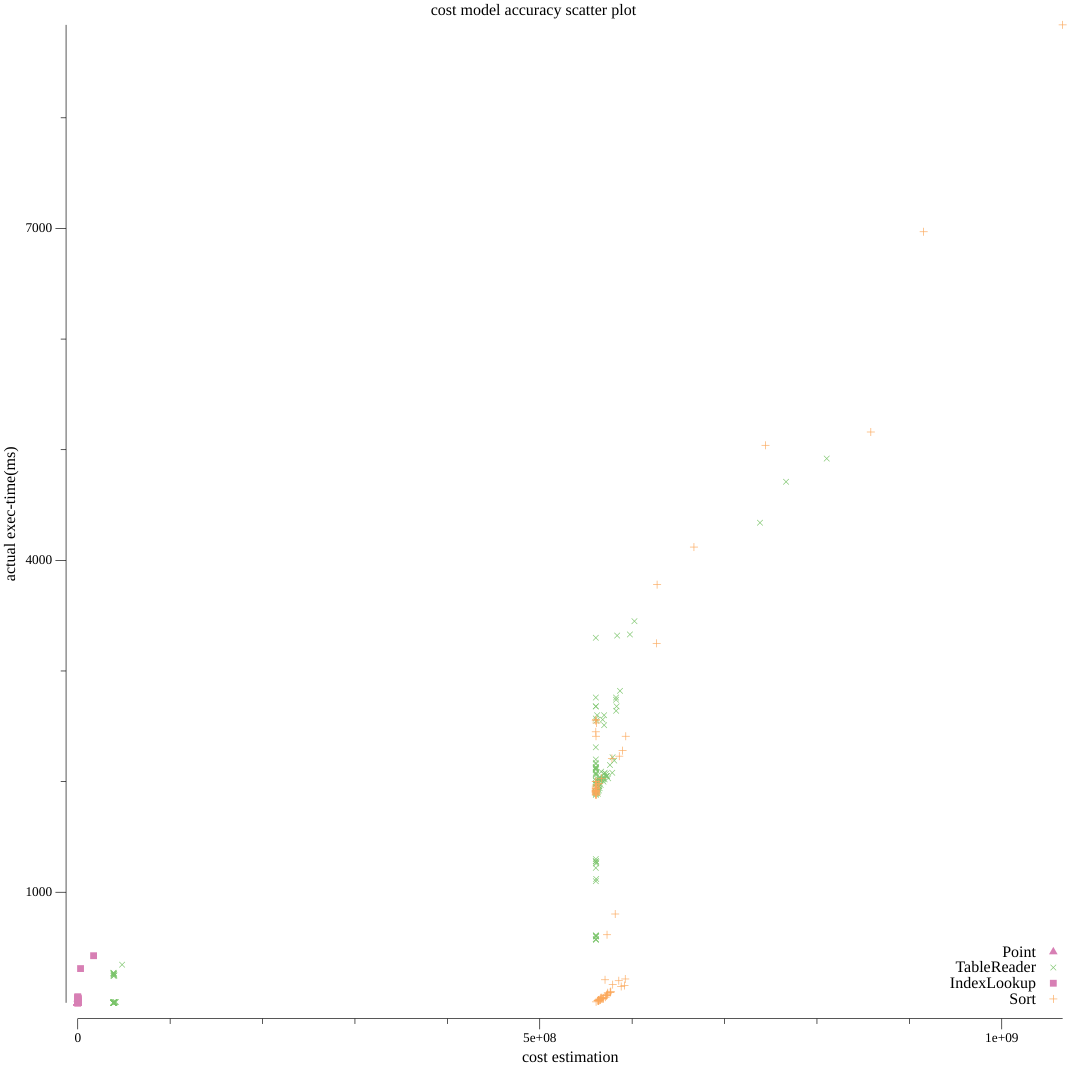 cost model accuracy scatter plot
7000
4000
1000
actual exec-time(ms)
Point
TableReader
IndexLookup
Sort
0
5e+08
1e+09
cost estimation